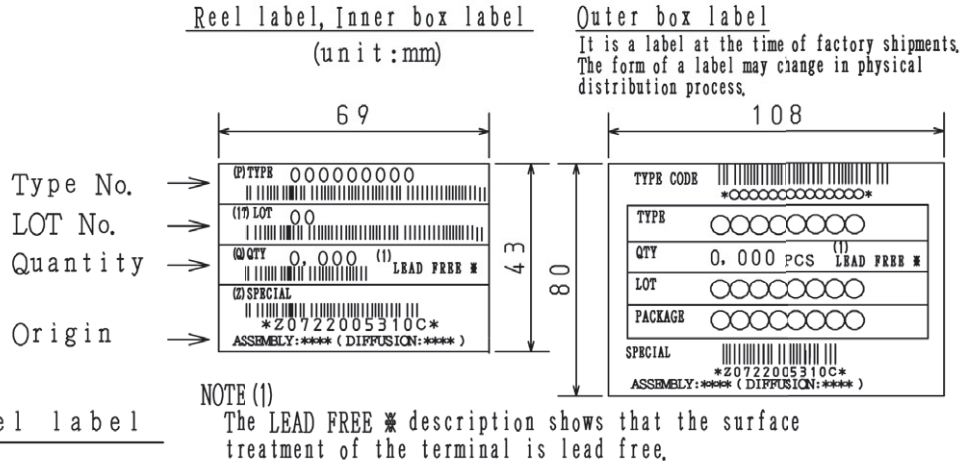 Reel label, Inner box label
(unit:mm)
Outer box label
It is a label at the time of factory shipments.
The form of a label may change in physical
distribution process.
69
108
Type No.
LOT No.
Quantity
Origin
(P)TYPE 000000000
(1T) LOT 00
(Q) QTY 0,000 (1) LEAD FREE ※
(Z) SPECIAL
*Z0722005310C*
ASSEMBLY:**** (DIFFUSION:****)
43
80
TYPE CODE
*○○○○○○○○○○○○○*
TYPE ○○○○○○○○
QTY 0,000 PCS (1) LEAD FREE ※
LOT ○○○○○○○○
PACKAGE ○○○○○○○○
SPECIAL
*Z0722005310C*
ASSEMBLY:**** (DIFFUSION:****)
NOTE (1)
The LEAD FREE ※ description shows that the surface
treatment of the terminal is lead free.
el label